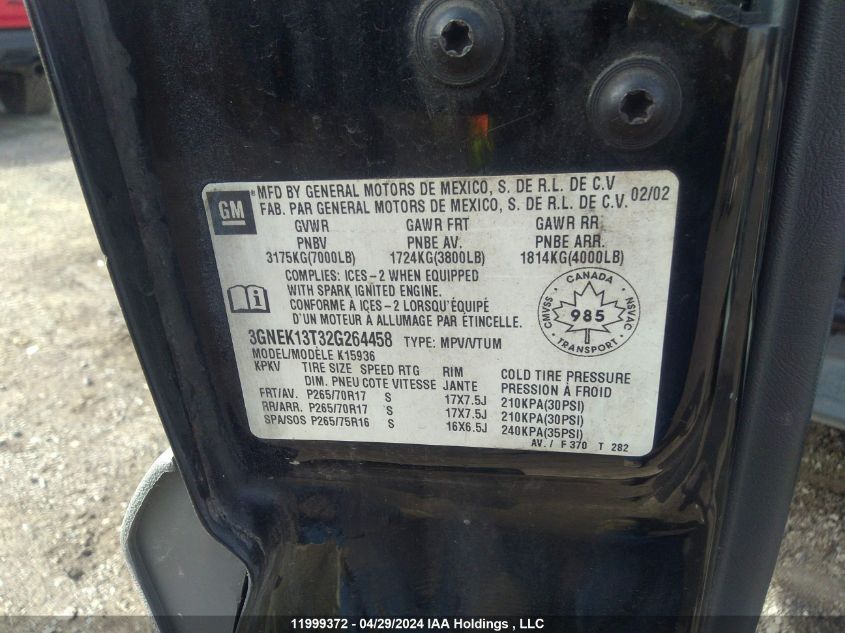 GM
® MFD BY GENERAL MOTORS DE MEXICO, S. DE R.L. DE C.V
FAB. PAR GENERAL MOTORS DE MEXICO, S. DE R.L. DE C.V. 02/02
GVWR GAWR FRT GAWR RR
PNBV PNBE AV. PNBE ARR.
3175KG(7000LB) 1724KG(3800LB) 1814KG(4000LB)
COMPLIES: ICES-2 WHEN EQUIPPED
WITH SPARK IGNITED ENGINE.
CONFORME À ICES-2 LORSQU'ÉQUIPÉ
D'UN MOTEUR A ALLUMAGE PAR ÉTINCELLE.
CANADA
CMVSS 985 NSVAC
TRANSPORT
3GNEK13T32G264458 TYPE: MPV/VTUM
MODEL/MODÈLE K15936
KPKV TIRE SIZE SPEED RTG RIM COLD TIRE PRESSURE
DIM. PNEU COTE VITESSE JANTE PRESSION À FROID
FRT/AV. P265/70R17 S 17X7.5J 210KPA(30PSI)
RR/ARR. P265/70R17 S 17X7.5J 210KPA(30PSI)
SPA/SOS P265/75R16 S 16X6.5J 240KPA(35PSI)
AV. / F 370 T 282
11999372 - 04/29/2024 IAA Holdings , LLC